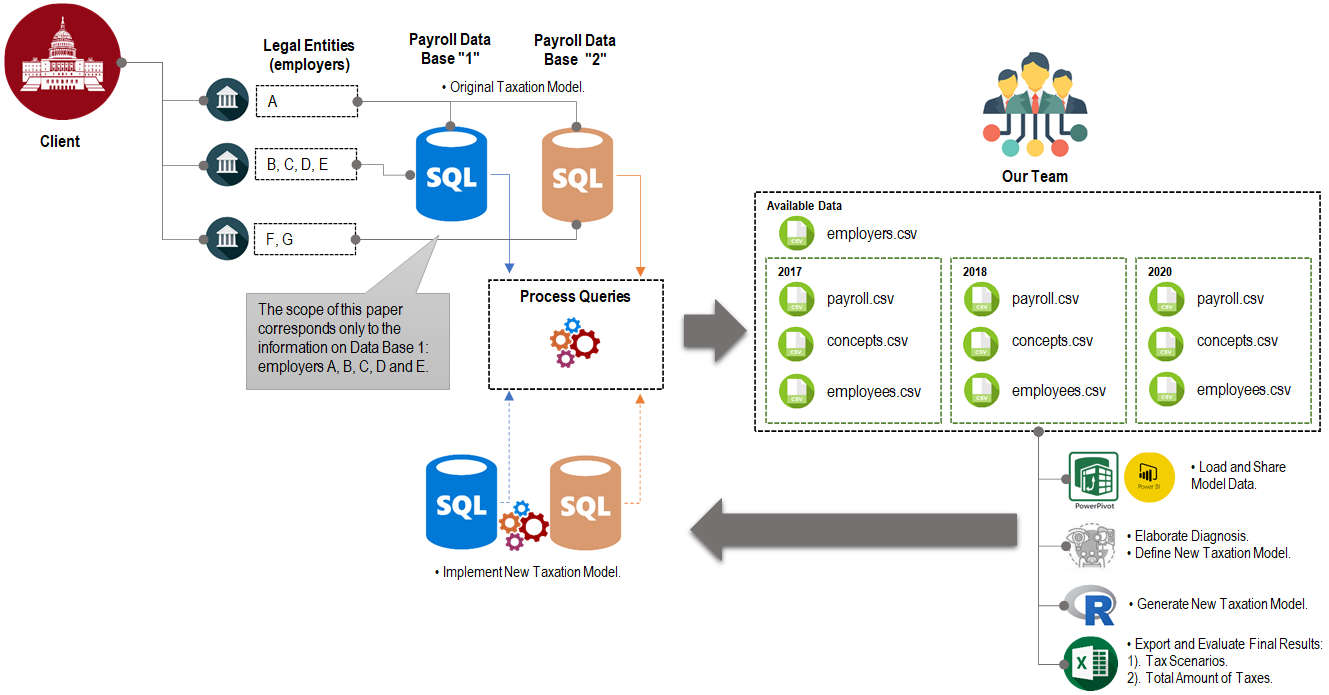 Client
Legal Entities
(employers)
A
B, C, D, E
F, G
Payroll Data
Base "1"
Payroll Data
Base "2"
• Original Taxation Model.
SQL
SQL
The scope of this paper
corresponds only to the
information on Data Base 1:
employers A, B, C, D and E.
Process Queries
SQL
SQL
• Implement New Taxation Model.
Our Team
Available Data
CSV
employers.csv
2017
CSV
payroll.csv
CSV
concepts.csv
CSV
employees.csv
2018
CSV
payroll.csv
CSV
concepts.csv
CSV
employees.csv
2020
CSV
payroll.csv
CSV
concepts.csv
CSV
employees.csv
PowerPivot
Power BI
• Load and Share
Model Data.
• Elaborate Diagnosis.
• Define New Taxation Model.
R
• Generate New Taxation Model.
X
• Export and Evaluate Final Results:
1). Tax Scenarios.
2). Total Amount of Taxes.